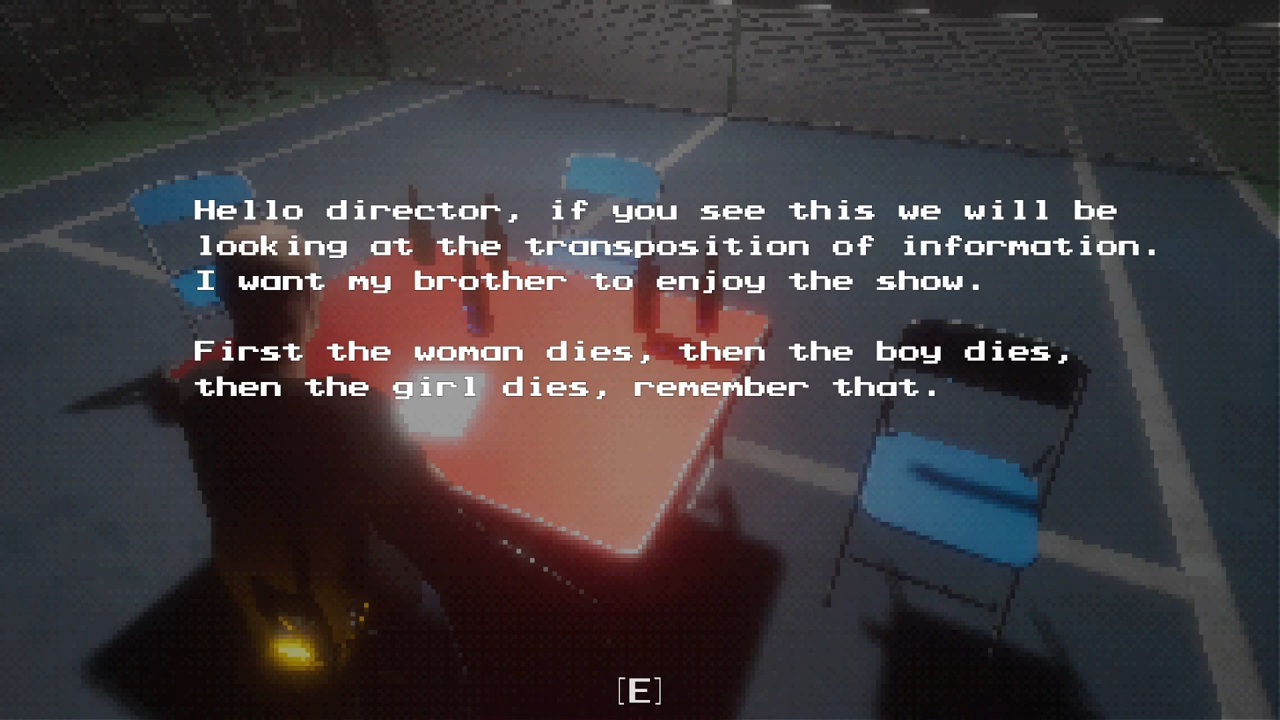 Hello director, if you see this we will be
looking at the transposition of information.
I want my brother to enjoy the show.
First the woman dies, then the boy dies,
then the girl dies, remember that.
[E]